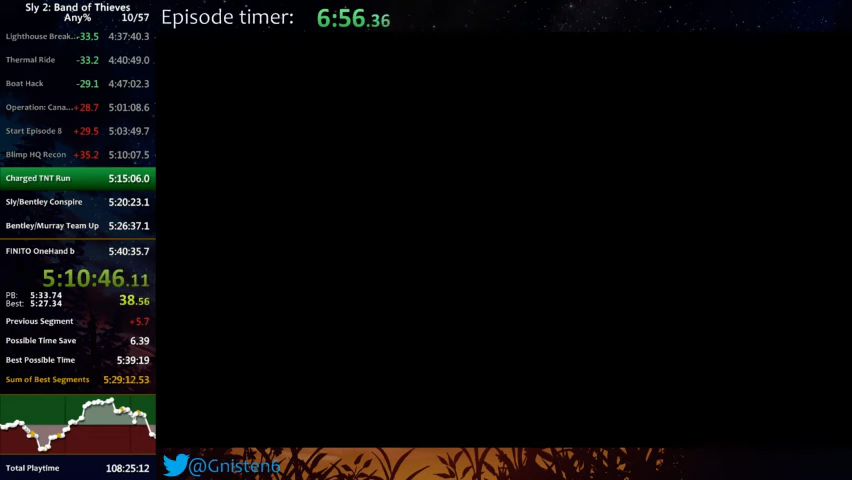 Sly 2: Band of Thieves
Any% 10/57
Episode timer: 6:56.36
Lighthouse Break... -33.5 4:37:40.3
Thermal Ride -33.2 4:40:49.0
Boat Hack -29.1 4:47:02.3
Operation: Cana... +28.7 5:01:08.6
Start Episode 8 +29.5 5:03:49.7
Blimp HQ Recon +35.2 5:10:07.5
Charged TNT Run 5:15:06.0
Sly/Bentley Conspire 5:20:23.1
Bentley/Murray Team Up 5:26:37.1
FINITO OneHand b 5:40:35.7
5:10:46.11
PB: 5:33.74
Best: 5:27.34
38.56
Previous Segment +5.7
Possible Time Save 6.39
Best Possible Time 5:39:19
Sum of Best Segments 5:29:12.53
Total Playtime 108:25:12
@Gnisten6